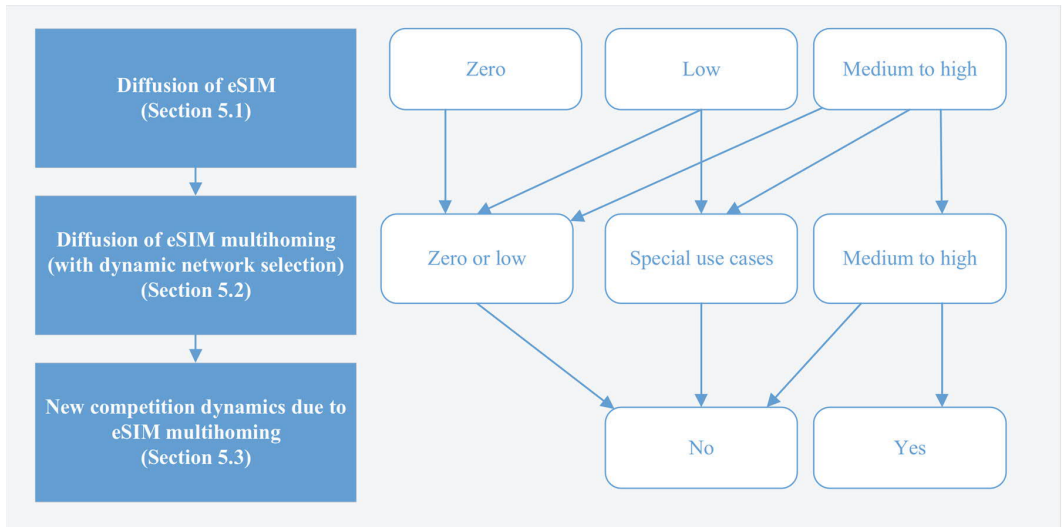 Diffusion of eSIM
(Section 5.1)
Zero
Low
Medium to high
Diffusion of eSIM multihoming
(with dynamic network selection)
(Section 5.2)
Zero or low
Special use cases
Medium to high
New competition dynamics due to
eSIM multihoming
(Section 5.3)
No
Yes